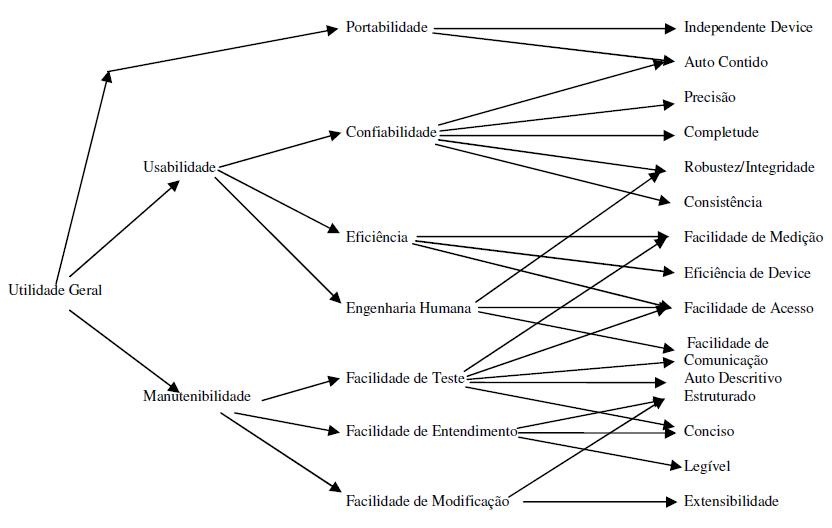 Portabilidade
Independente Device
Auto Contido
Precisão
Confiabilidade
Completude
Usabilidade
Robustez/Integridade
Consistência
Eficiência
Facilidade de Medição
Eficiência de Device
Utilidade Geral
Engenharia Humana
Facilidade de Acesso
Facilidade de
Comunicação
Facilidade de Teste
Auto Descritivo
Manutenibilidade
Estruturado
Facilidade de Entendimento
Conciso
Legível
Facilidade de Modificação
Extensibilidade